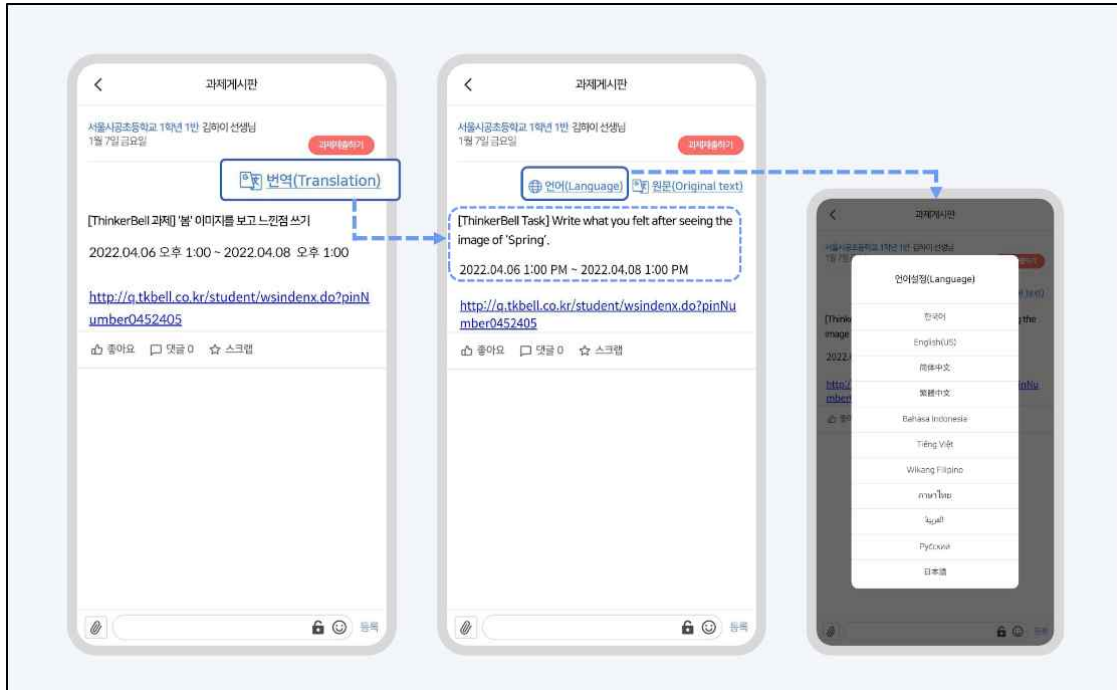 과제게시판
서울시공초등학교 1학년 1반 김하이 선생님
1월 7일 금요일
과제제출하기
번역(Translation)
[ThinkerBell 과제] '봄' 이미지를 보고 느낀점 쓰기
2022.04.06 오후 1:00 ~ 2022.04.08 오후 1:00
http://q.tkbell.co.kr/student/wsindenx.do?pinN
umber0452405
좋아요 댓글 0 스크랩
등록
과제게시판
서울시공초등학교 1학년 1반 김하이 선생님
1월 7일 금요일
과제제출하기
언어(Language) 원문(Original text)
[ThinkerBell Task] Write what you felt after seeing the
image of 'Spring'.
2022.04.06 1:00 PM ~ 2022.04.08 1:00 PM
http://q.tkbell.co.kr/student/wsindenx.do?pinNu
mber0452405
좋아요 댓글 0 스크랩
등록
과제게시판
언어설정(Language)
한국어
English(US)
简体中文
繁體中文
Bahasa Indonesia
Tiếng Việt
Wikang Filipino
ภาษาไทย
العربية
Русский
日本語
등록